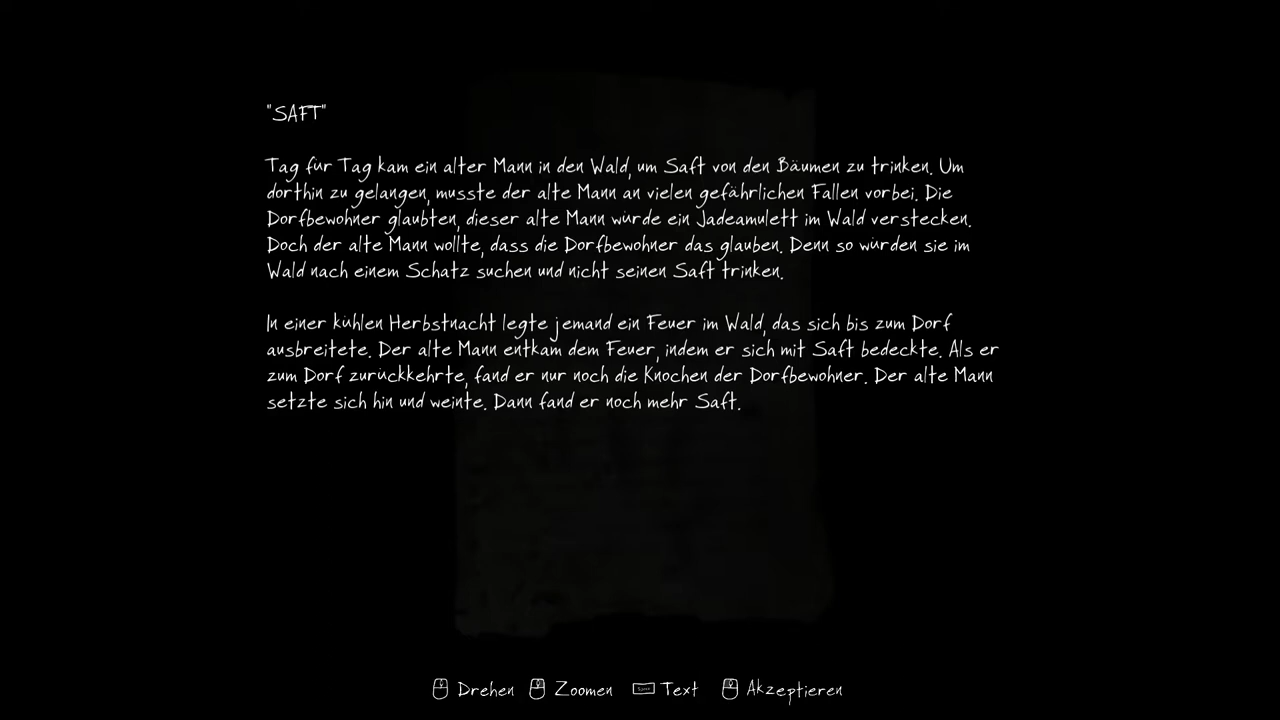 "SAFT"
Tag für Tag kam ein alter Mann in den Wald, um Saft von den Bäumen zu trinken. Um
dorthin zu gelangen, musste der alte Mann an vielen gefährlichen Fallen vorbei. Die
Dorfbewohner glaubten, dieser alte Mann würde ein Jadeamulett im Wald verstecken.
Doch der alte Mann wollte, dass die Dorfbewohner das glauben. Denn so würden sie im
Wald nach einem Schatz suchen und nicht seinen Saft trinken.
In einer kühlen Herbstnacht legte jemand ein Feuer im Wald, das sich bis zum Dorf
ausbreitete. Der alte Mann entkam dem Feuer, indem er sich mit Saft bedeckte. Als er
zum Dorf zurückkehrte, fand er nur noch die Knochen der Dorfbewohner. Der alte Mann
setzte sich hin und weinte. Dann fand er noch mehr Saft.
Drehen Zoomen Text Akzeptieren